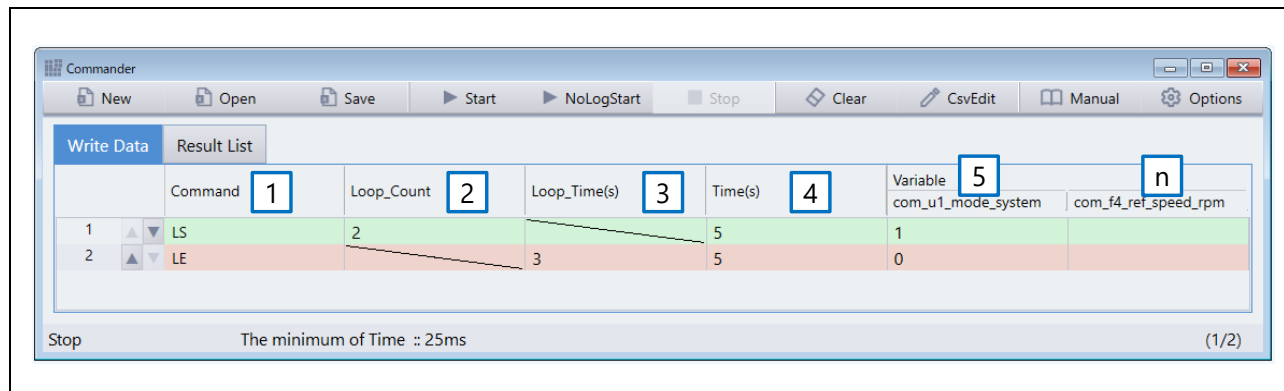 Commander
New Open Save Start NoLogStart Stop Clear CsvEdit Manual Options
Write Data Result List
Command 1 Loop_Count 2 Loop_Time(s) 3 Time(s) 4 Variable 5 n
com_u1_mode_system com_f4_ref_speed_rpm
1 LS 2 5 1
2 LE 3 5 0
Stop The minimum of Time :: 25ms (1/2)